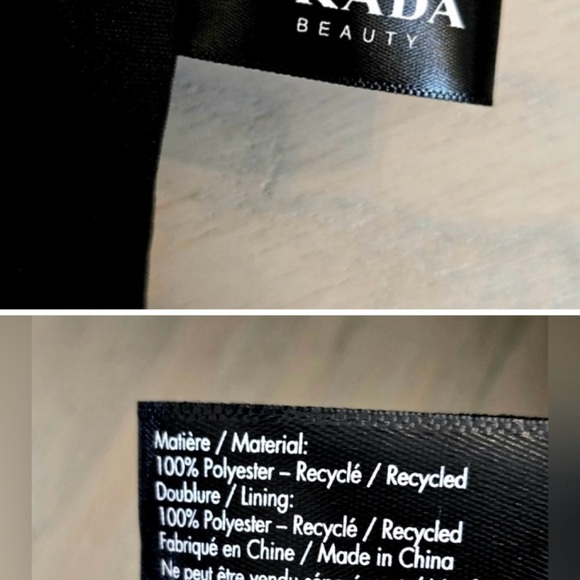 RADA
BEAUTY
Matière / Material:
100% Polyester – Recyclé / Recycled
Doublure / Lining:
100% Polyester – Recyclé / Recycled
Fabriqué en Chine / Made in China
Ne peut être vendu